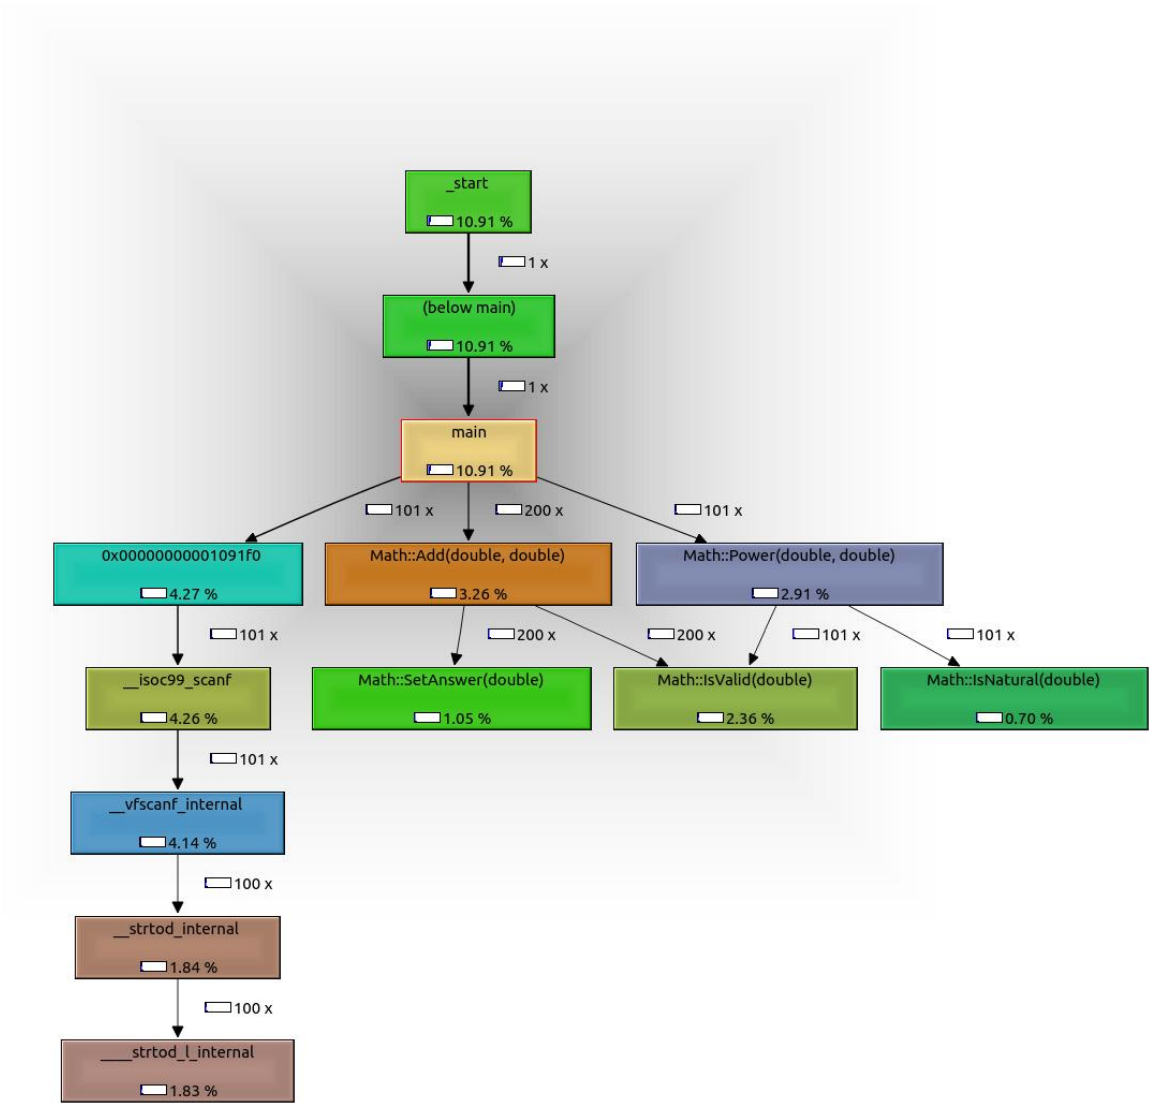 _start
10.91 %
1 x
(below main)
10.91 %
1 x
main
10.91 %
101 x
200 x
101 x
0x00000000001091f0
4.27 %
Math::Add(double, double)
3.26 %
Math::Power(double, double)
2.91 %
101 x
200 x
200 x
101 x
101 x
__isoc99_scanf
4.26 %
Math::SetAnswer(double)
1.05 %
Math::IsValid(double)
2.36 %
Math::IsNatural(double)
0.70 %
101 x
__vfscanf_internal
4.14 %
100 x
__strtod_internal
1.84 %
100 x
____strtod_l_internal
1.83 %